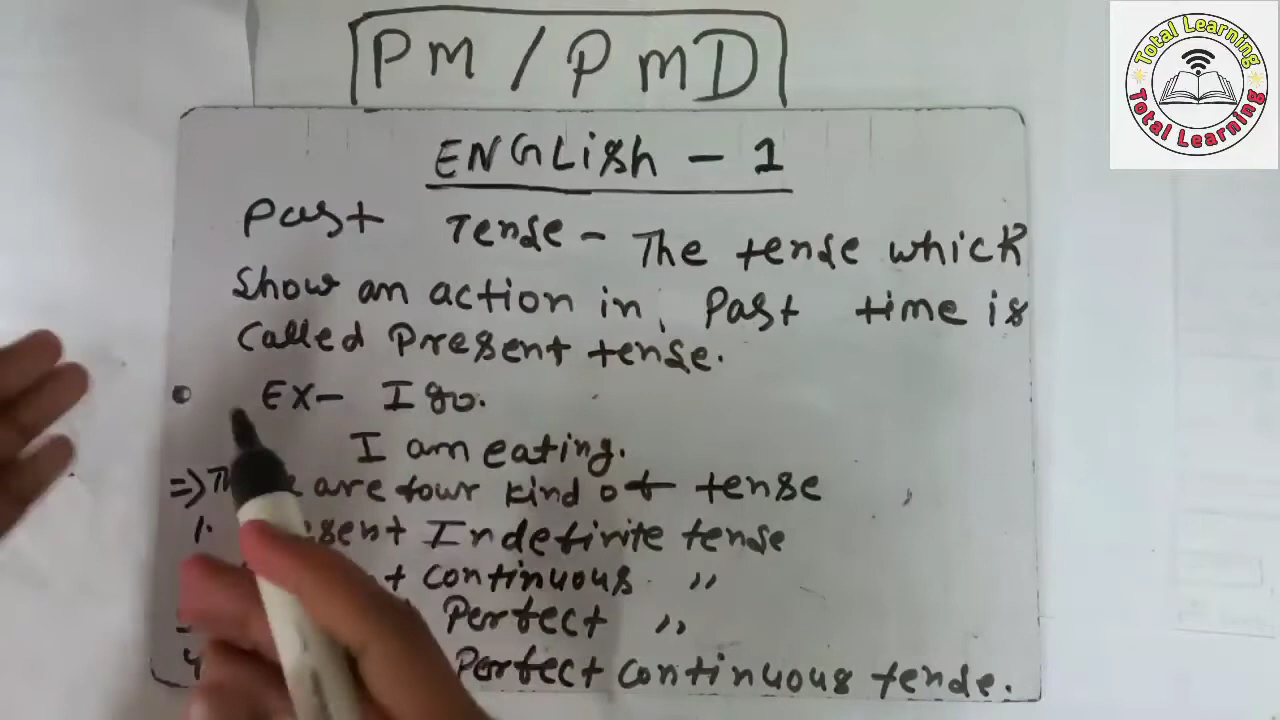 PM / PMD
Total Learning
Total Learning
ENGLish - 1
Past Tense - The tense which
Show an action in, Past time is
Called Present tense.
EX- I go.
I am eating.
=> are four kind of tense
1. Indefinite tense
continuous "
Perfect "
Perfect continuous tende.